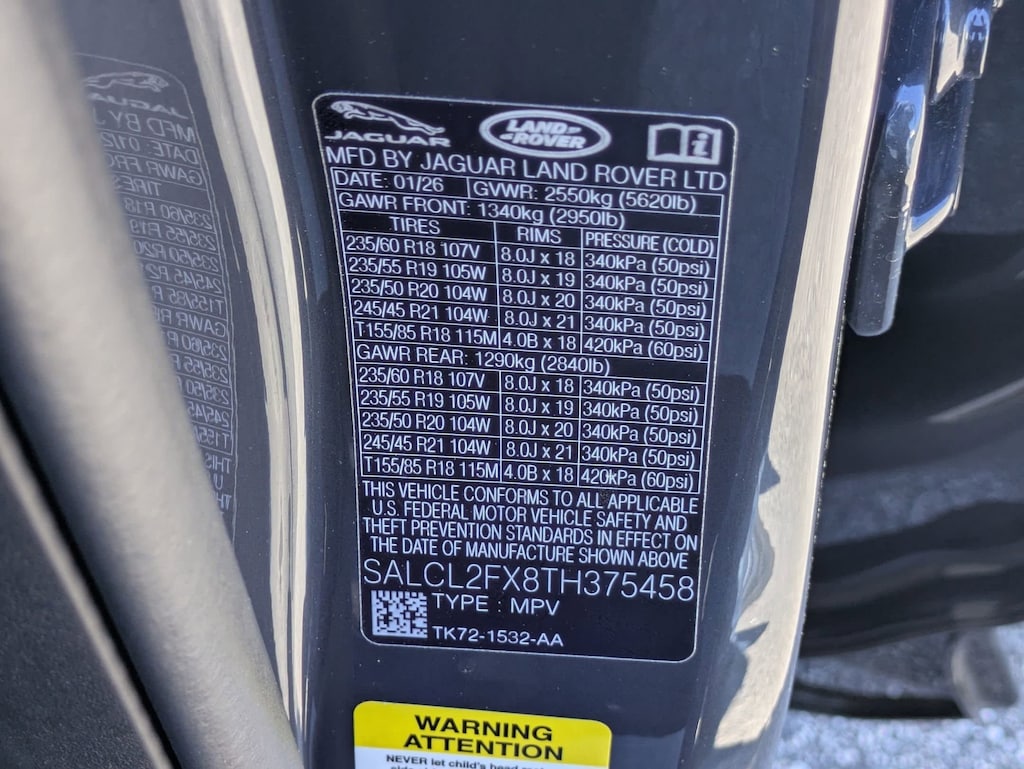 JAGUAR LAND ROVER
MFD BY JAGUAR LAND ROVER LTD
DATE: 01/26 GVWR: 2550kg (5620lb)
GAWR FRONT: 1340kg (2950lb)
TIRES RIMS PRESSURE (COLD)
235/60 R18 107V 8.0J x 18 340kPa (50psi)
235/55 R19 105W 8.0J x 19 340kPa (50psi)
235/50 R20 104W 8.0J x 20 340kPa (50psi)
245/45 R21 104W 8.0J x 21 340kPa (50psi)
T155/85 R18 115M 4.0B x 18 420kPa (60psi)
GAWR REAR: 1290kg (2840lb)
235/60 R18 107V 8.0J x 18 340kPa (50psi)
235/55 R19 105W 8.0J x 19 340kPa (50psi)
235/50 R20 104W 8.0J x 20 340kPa (50psi)
245/45 R21 104W 8.0J x 21 340kPa (50psi)
T155/85 R18 115M 4.0B x 18 420kPa (60psi)
THIS VEHICLE CONFORMS TO ALL APPLICABLE
U.S. FEDERAL MOTOR VEHICLE SAFETY AND
THEFT PREVENTION STANDARDS IN EFFECT ON
THE DATE OF MANUFACTURE SHOWN ABOVE
SALCL2FX8TH375458
TYPE : MPV
TK72-1532-AA
WARNING
ATTENTION
NEVER let child's head